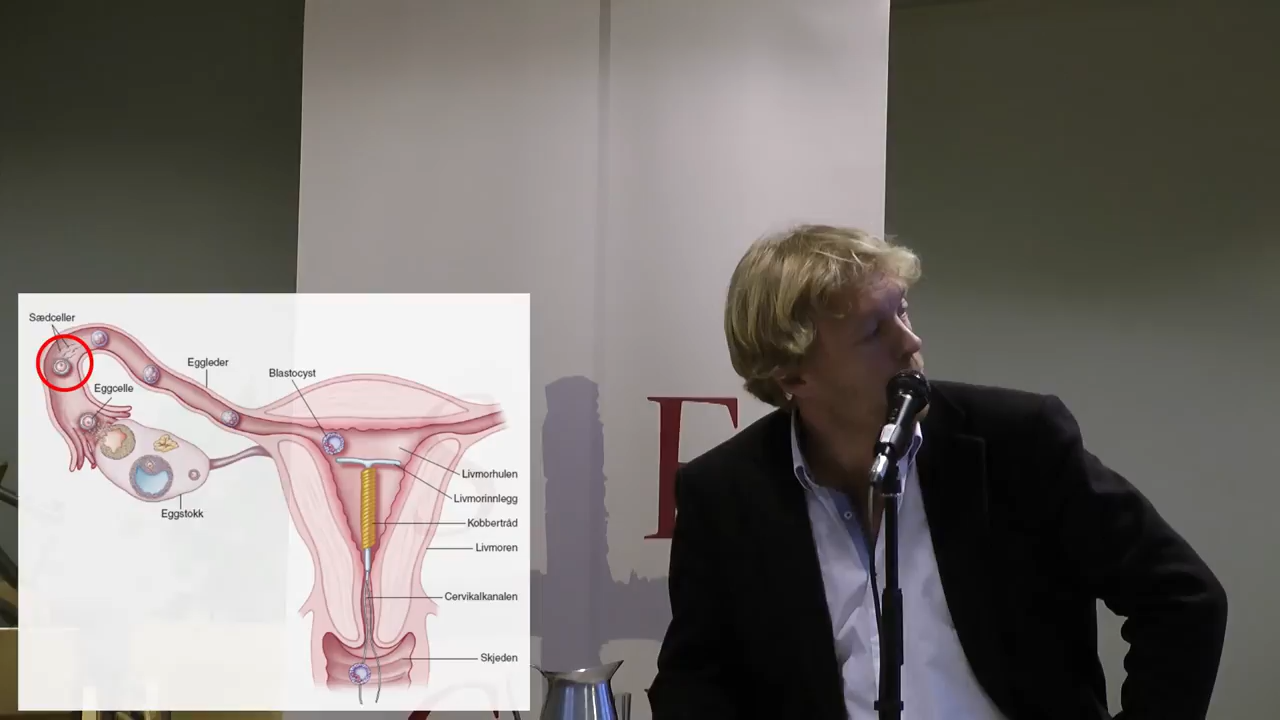 Sædceller
Eggleder
Blastocyst
Eggcelle
Livmorhulen
Livmorinnlegg
Eggstokk
Kobbertråd
Livmoren
Cervikalkanalen
Skjeden